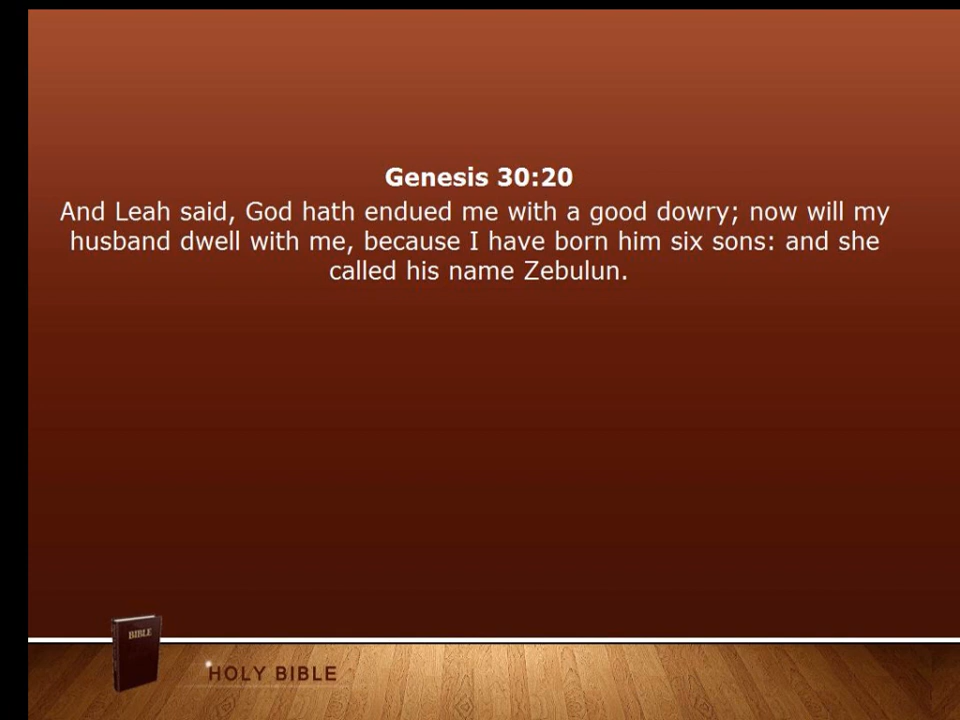 Genesis 30:20
And Leah said, God hath endued me with a good dowry; now will my
husband dwell with me, because I have born him six sons: and she
called his name Zebulun.
BIBLE
HOLY BIBLE